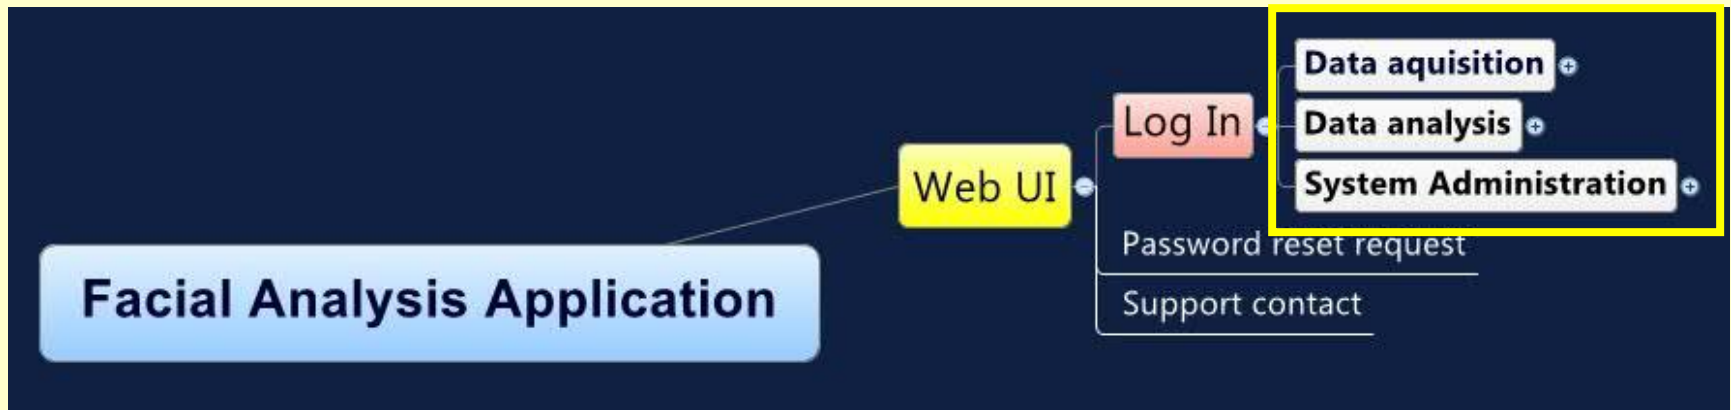 Data aquisition
Log In
Data analysis
Web UI
System Administration
Password reset request
Facial Analysis Application
Support contact